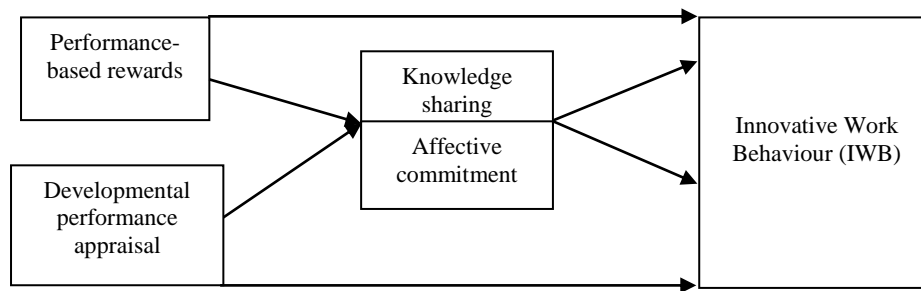 Performance-
based rewards
Developmental
performance
appraisal
Knowledge
sharing
Affective
commitment
Innovative Work
Behaviour (IWB)